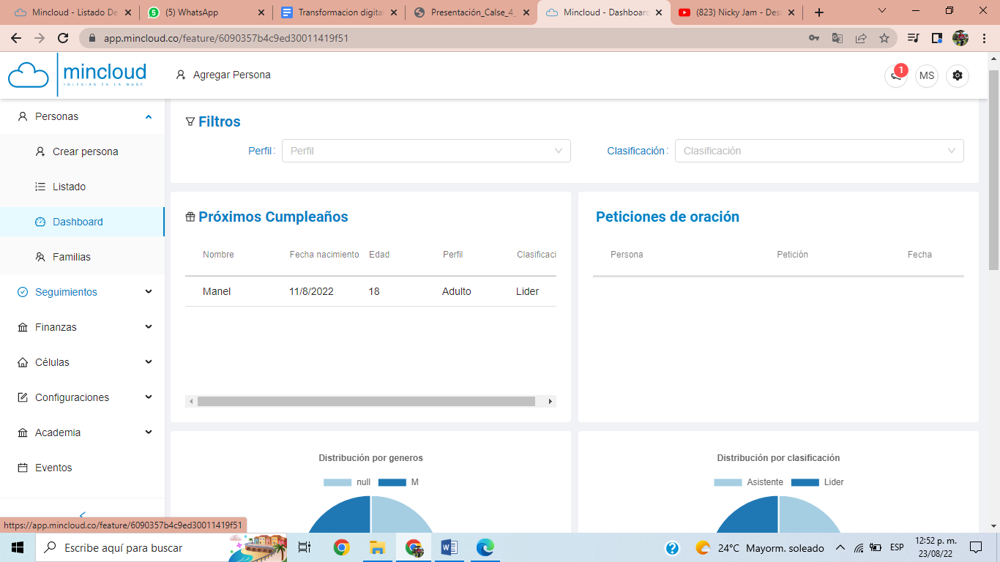 Mincloud - Listado De
(5) WhatsApp
Transformacion digita
Presentación_Calse_4_
Mincloud - Dashboard
(823) Nicky Jam - Des
app.mincloud.co/feature/6090357b4c9ed30011419f51
mincloud
IGLESIAS EN LA NUBE
Agregar Persona
1
MS
Personas
Crear persona
Listado
Dashboard
Familias
Seguimientos
Finanzas
Células
Configuraciones
Academia
Eventos
Filtros
Perfil:
Perfil
Clasificación:
Clasificación
Próximos Cumpleaños
Nombre Fecha nacimiento Edad Perfil Clasificaci
Manel 11/8/2022 18 Adulto Lider
Peticiones de oración
Persona Petición Fecha
Distribución por generos
null M
Distribución por clasificación
Asistente Lider
https://app.mincloud.co/feature/6090357b4c9ed30011419f51
Escribe aquí para buscar
24°C Mayorm. soleado
ESP
12:52 p. m.
23/08/22